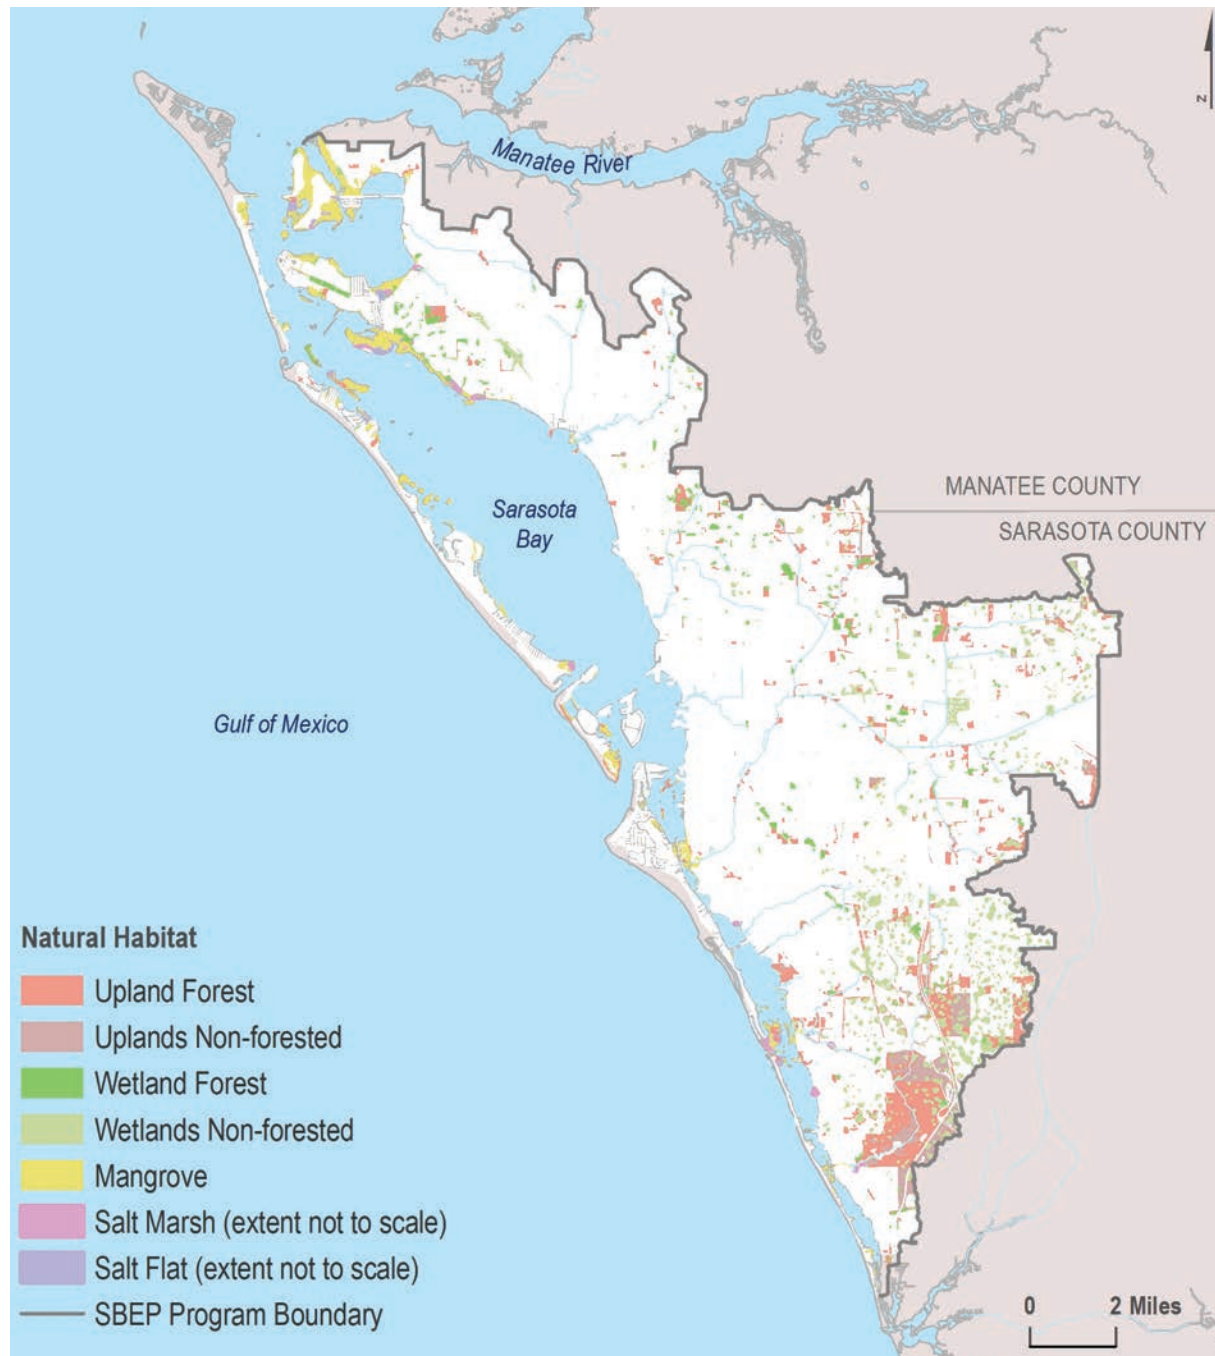 N
Manatee River
MANATEE COUNTY
SARASOTA COUNTY
Sarasota
Bay
Gulf of Mexico
Natural Habitat
Upland Forest
Uplands Non-forested
Wetland Forest
Wetlands Non-forested
Mangrove
Salt Marsh (extent not to scale)
Salt Flat (extent not to scale)
SBEP Program Boundary
0 2 Miles